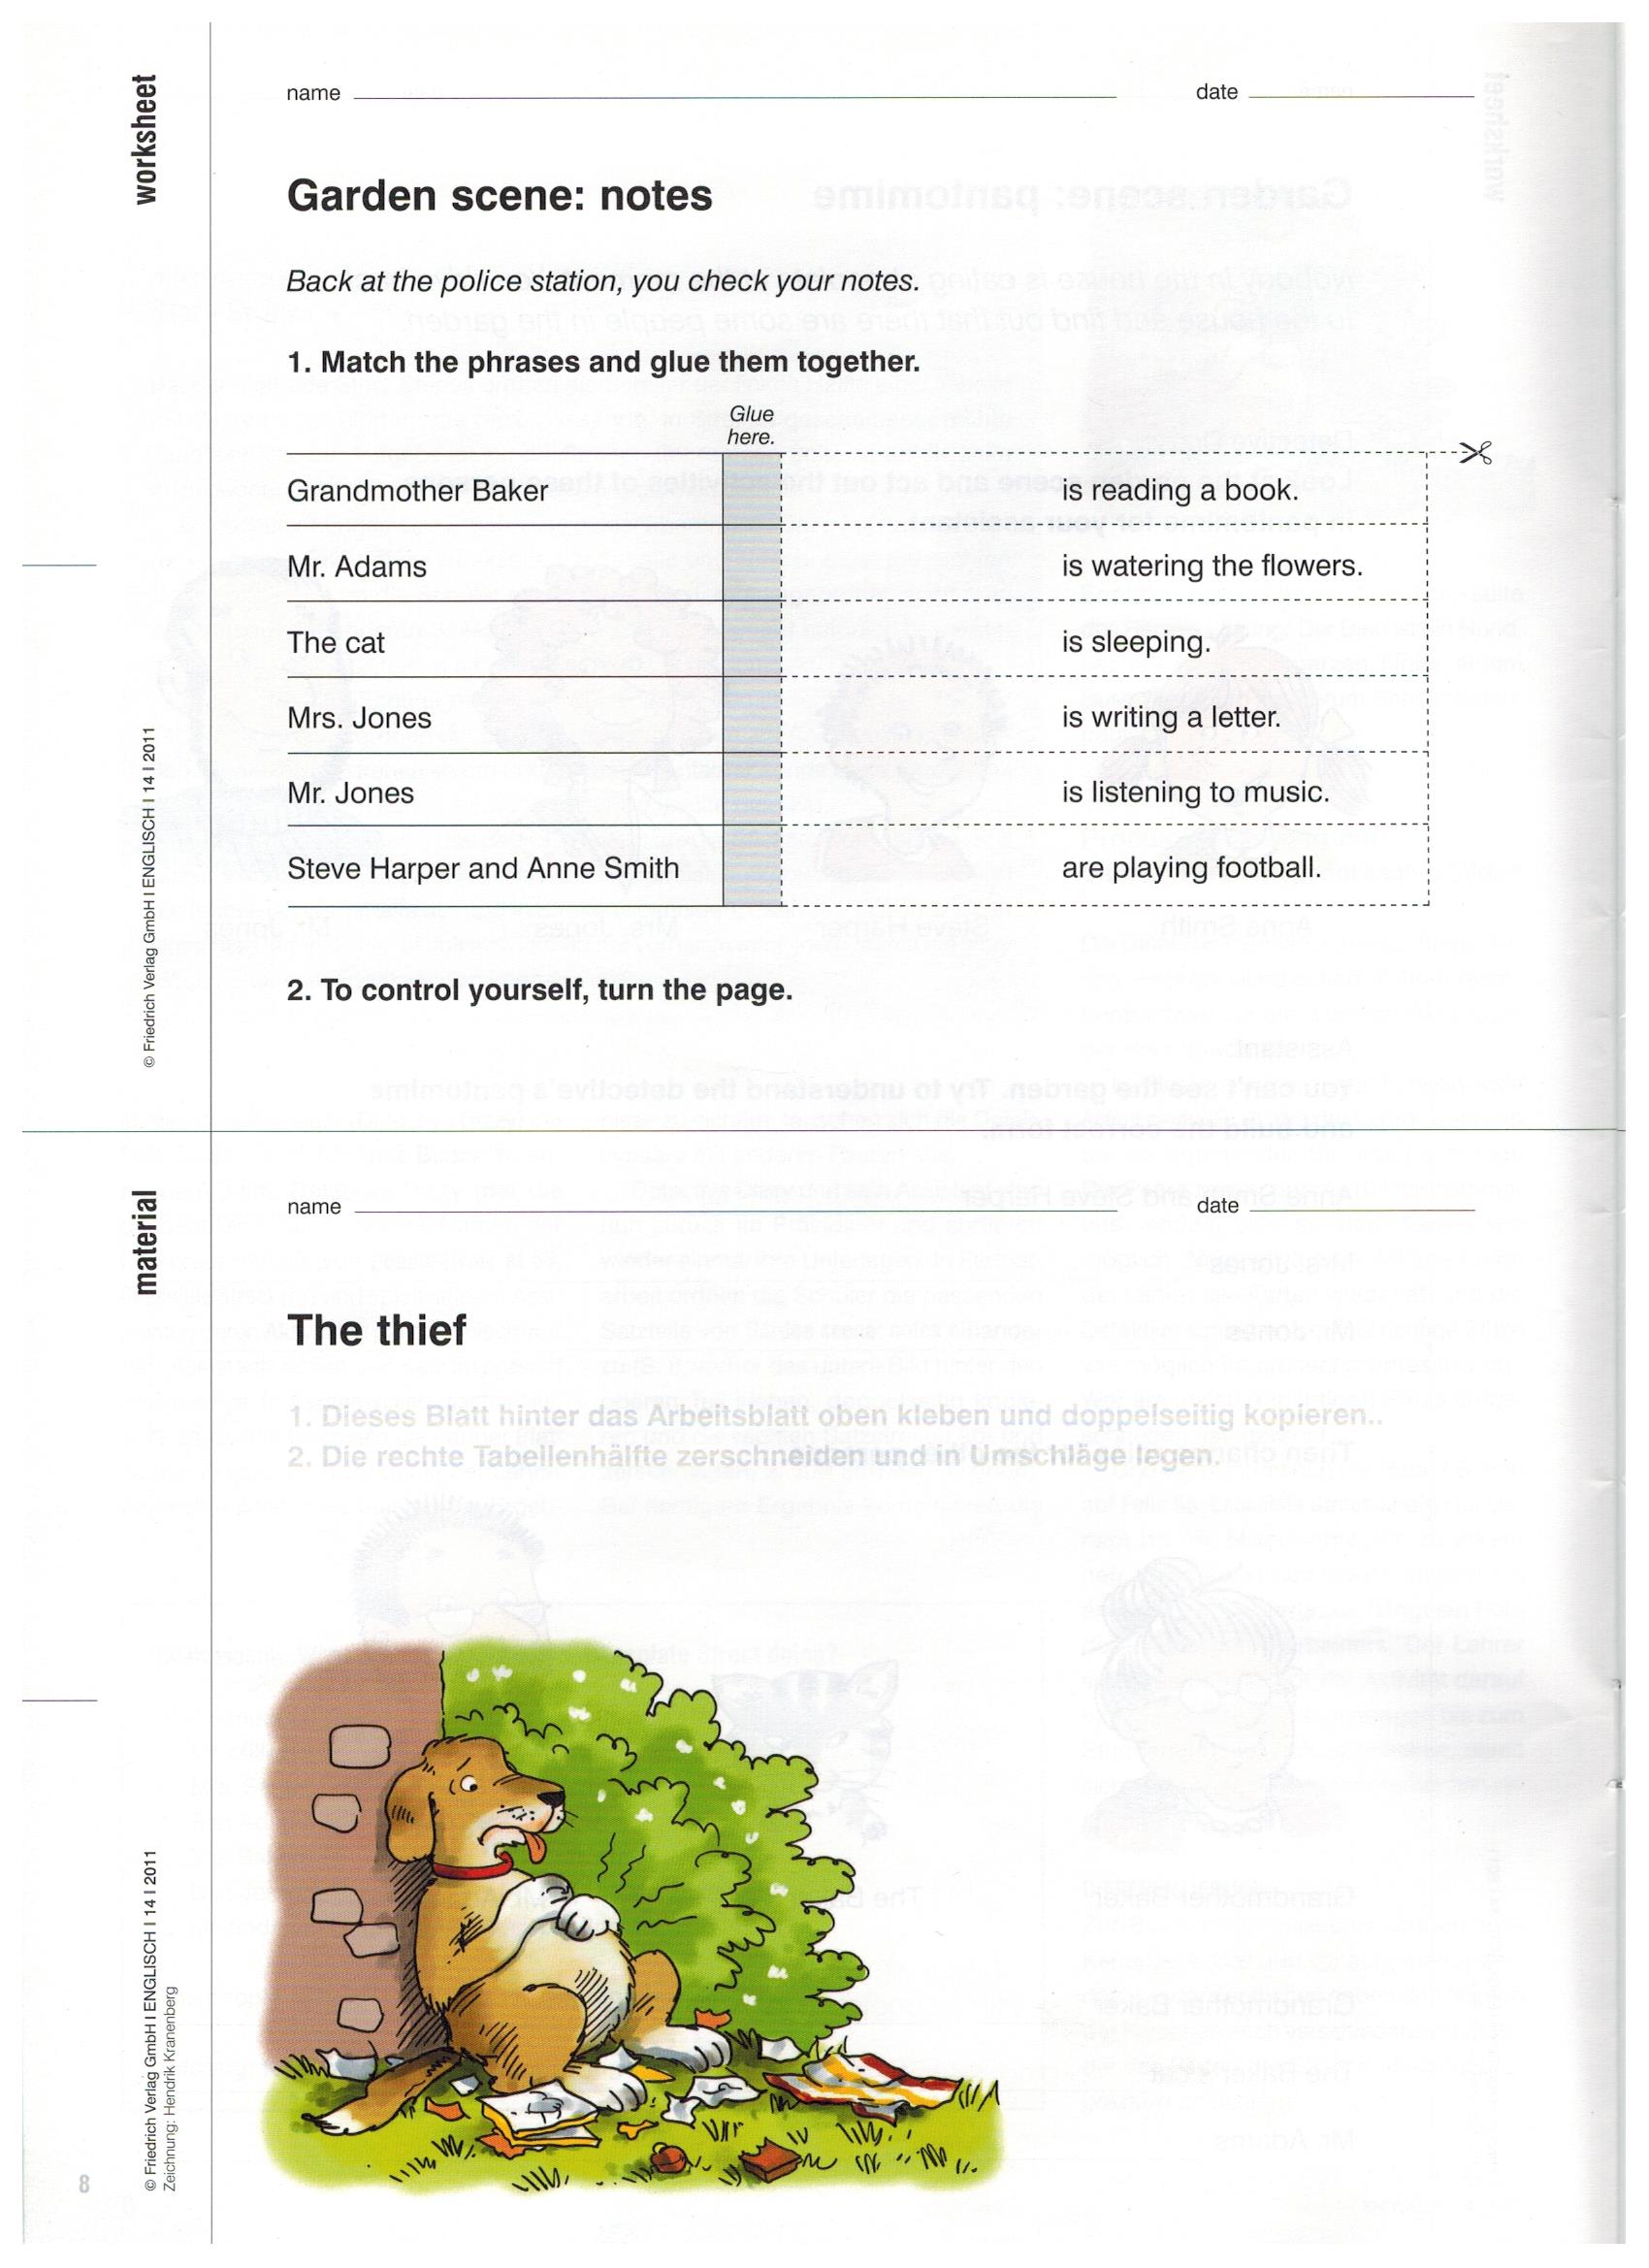 worksheet
name
date
Garden scene: notes
Back at the police station, you check your notes.
1. Match the phrases and glue them together.
Glue
here.
Grandmother Baker
is reading a book.
Mr. Adams
is watering the flowers.
The cat
is sleeping.
Mrs. Jones
is writing a letter.
Mr. Jones
is listening to music.
Steve Harper and Anne Smith
are playing football.
2. To control yourself, turn the page.
© Friedrich Verlag GmbH I ENGLISCH I 14 I 2011
material
name
date
The thief
1. Dieses Blatt hinter das Arbeitsblatt oben kleben und doppelseitig kopieren..
2. Die rechte Tabellenhälfte zerschneiden und in Umschläge legen.
© Friedrich Verlag GmbH I ENGLISCH I 14 I 2011
Zeichnung: Hendrik Kranenberg
8